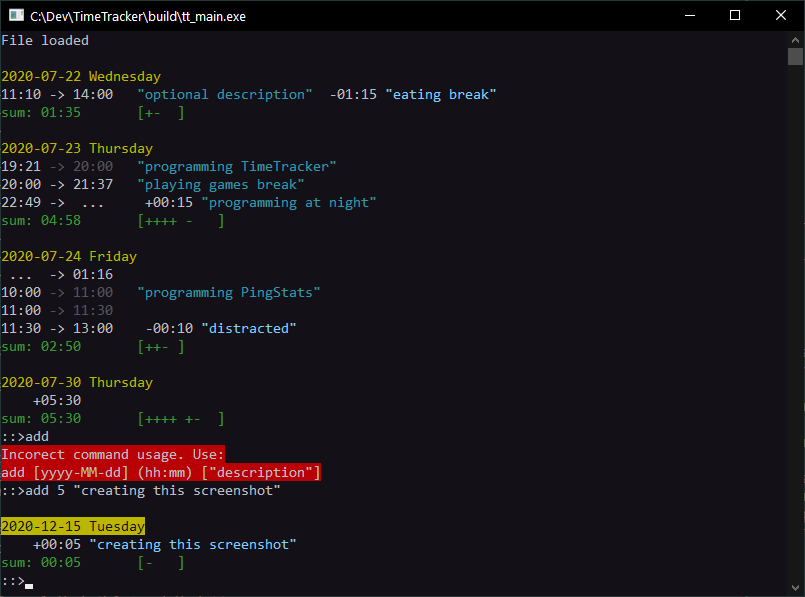 C:\Dev\TimeTracker\build\tt_main.exe
File loaded
2020-07-22 Wednesday
11:10 -> 14:00   "optional description"  -01:15 "eating break"
sum: 01:35       [+-  ]
2020-07-23 Thursday
19:21 -> 20:00   "programming TimeTracker"
20:00 -> 21:37   "playing games break"
22:49 ->  ...     +00:15 "programming at night"
sum: 04:58       [++++ -   ]
2020-07-24 Friday
 ...  -> 01:16
10:00 -> 11:00   "programming PingStats"
11:00 -> 11:30
11:30 -> 13:00    -00:10 "distracted"
sum: 02:50       [++- ]
2020-07-30 Thursday
    +05:30
sum: 05:30       [++++ +-  ]
::>add
Incorect command usage. Use:
add [yyyy-MM-dd] (hh:mm) ["description"]
::>add 5 "creating this screenshot"
2020-12-15 Tuesday
    +00:05 "creating this screenshot"
sum: 00:05       [-   ]
::>